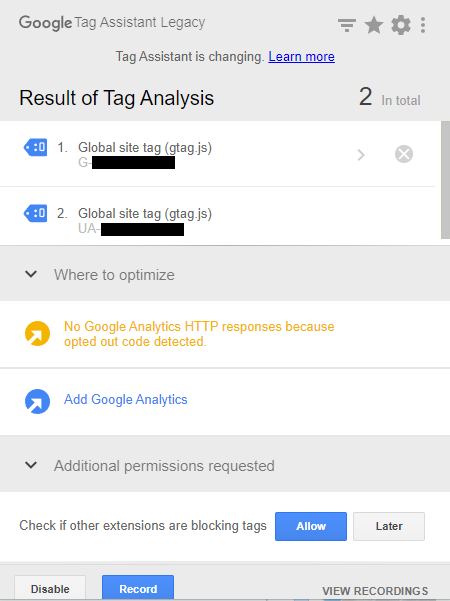 Google Tag Assistant Legacy
Tag Assistant is changing. Learn more
Result of Tag Analysis 2 In total
1. Global site tag (gtag.js)
G-
2. Global site tag (gtag.js)
UA-
Where to optimize
No Google Analytics HTTP responses because
opted out code detected.
Add Google Analytics
Additional permissions requested
Check if other extensions are blocking tags Allow Later
Disable Record VIEW RECORDINGS